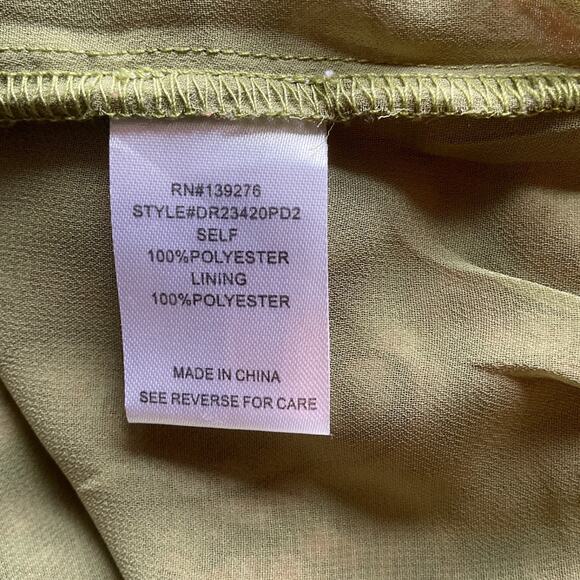 RN#139276
STYLE#DR23420PD2
SELF
100%POLYESTER
LINING
100%POLYESTER
MADE IN CHINA
SEE REVERSE FOR CARE